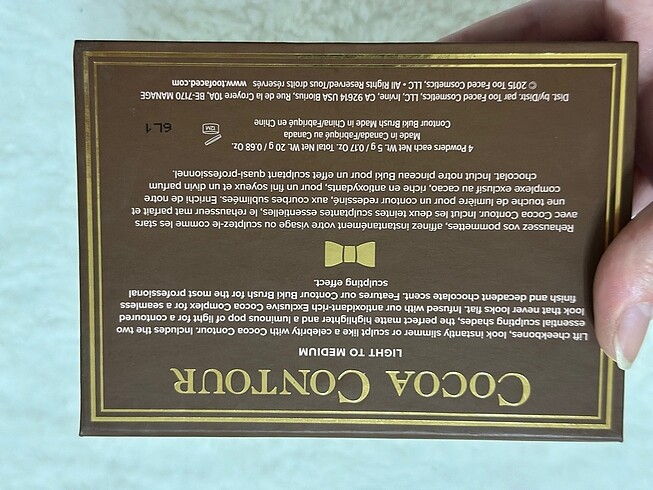 COCOA CONTOUR
LIGHT TO MEDIUM
Lift cheekbones, look instantly slimmer or sculpt like a celebrity with Cocoa Contour. Includes the two
essential sculpting shades, the perfect matte highlighter and a luminous pop of light for a contoured
look that never looks flat. Infused with our antioxidant-rich Exclusive Cocoa Complex for a seamless
finish and decadent chocolate scent. Features our Contour Buki Brush for the most professional
sculpting effect.
Rehaussez vos pommettes, affinez instantanément votre visage ou sculptez-le comme les stars
avec Cocoa Contour. Inclut les deux teintes sculptantes essentielles, le rehausseur mat parfait et
une touche de lumière pour un contour redessiné, aux courbes sublimées. Enrichi de notre
complexe exclusif au cacao, riche en antioxydants, pour un fini soyeux et un divin parfum
chocolat. Inclut notre pinceau Buki pour un effet sculptant quasi-professionnel.
4 Powders each Net Wt. 5 g / 0.17 Oz. Total Net Wt. 20 g / 0.68 Oz.
Made in Canada/Fabriqué au Canada
Contour Buki Brush Made in China/Fabriqué en Chine
12M
6L1
Dist. by/Distr. par Too Faced Cosmetics, LLC, Irvine, CA 92614 USA Bionius, Rue de la Croyere 10A, BE-7170 MANAGE
© 2015 Too Faced Cosmetics, LLC • All Rights Reserved/Tous droits réservés www.toofaced.com